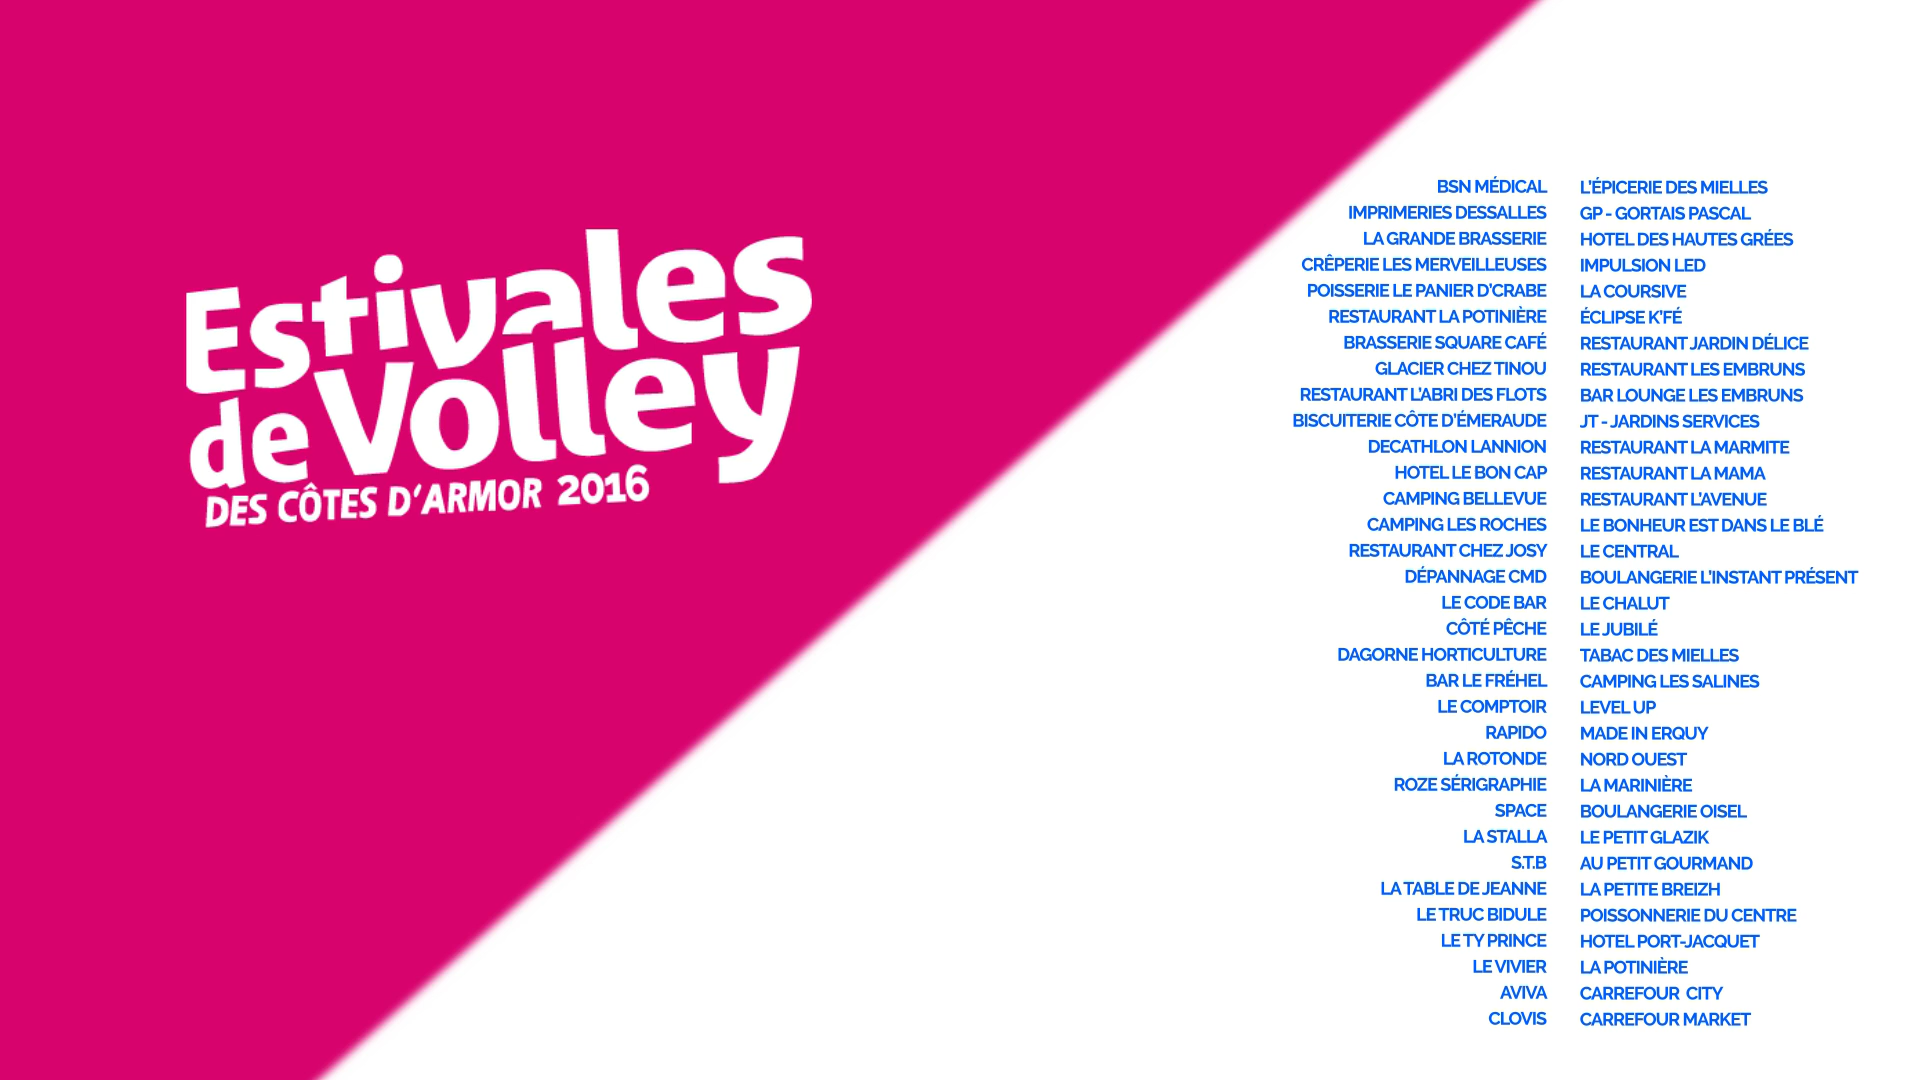 Estivales
de Volley
DES CÔTES D'ARMOR 2016
BSN MÉDICAL
IMPRIMERIES DESSALLES
LA GRANDE BRASSERIE
CRÊPERIE LES MERVEILLEUSES
POISSERIE LE PANIER D'CRABE
RESTAURANT LA POTINIÈRE
BRASSERIE SQUARE CAFÉ
GLACIER CHEZ TINOU
RESTAURANT L'ABRI DES FLOTS
BISCUITERIE CÔTE D'ÉMERAUDE
DECATHLON LANNION
HOTEL LE BON CAP
CAMPING BELLEVUE
CAMPING LES ROCHES
RESTAURANT CHEZ JOSY
DÉPANNAGE CMD
LE CODE BAR
CÔTÉ PÊCHE
DAGORNE HORTICULTURE
BAR LE FRÉHEL
LE COMPTOIR
RAPIDO
LA ROTONDE
ROZE SÉRIGRAPHIE
SPACE
LA STALLA
S.T.B
LA TABLE DE JEANNE
LE TRUC BIDULE
LE TY PRINCE
LE VIVIER
AVIVA
CLOVIS
L'ÉPICERIE DES MIELLES
GP - GORTAIS PASCAL
HOTEL DES HAUTES GRÉES
IMPULSION LED
LA COURSIVE
ÉCLIPSE K'FÉ
RESTAURANT JARDIN DÉLICE
RESTAURANT LES EMBRUNS
BAR LOUNGE LES EMBRUNS
JT - JARDINS SERVICES
RESTAURANT LA MARMITE
RESTAURANT LA MAMA
RESTAURANT L'AVENUE
LE BONHEUR EST DANS LE BLÉ
LE CENTRAL
BOULANGERIE L'INSTANT PRÉSENT
LE CHALUT
LE JUBILÉ
TABAC DES MIELLES
CAMPING LES SALINES
LEVEL UP
MADE IN ERQUY
NORD OUEST
LA MARINIÈRE
BOULANGERIE OISEL
LE PETIT GLAZIK
AU PETIT GOURMAND
LA PETITE BREIZH
POISSONNERIE DU CENTRE
HOTEL PORT-JACQUET
LA POTINIÈRE
CARREFOUR CITY
CARREFOUR MARKET